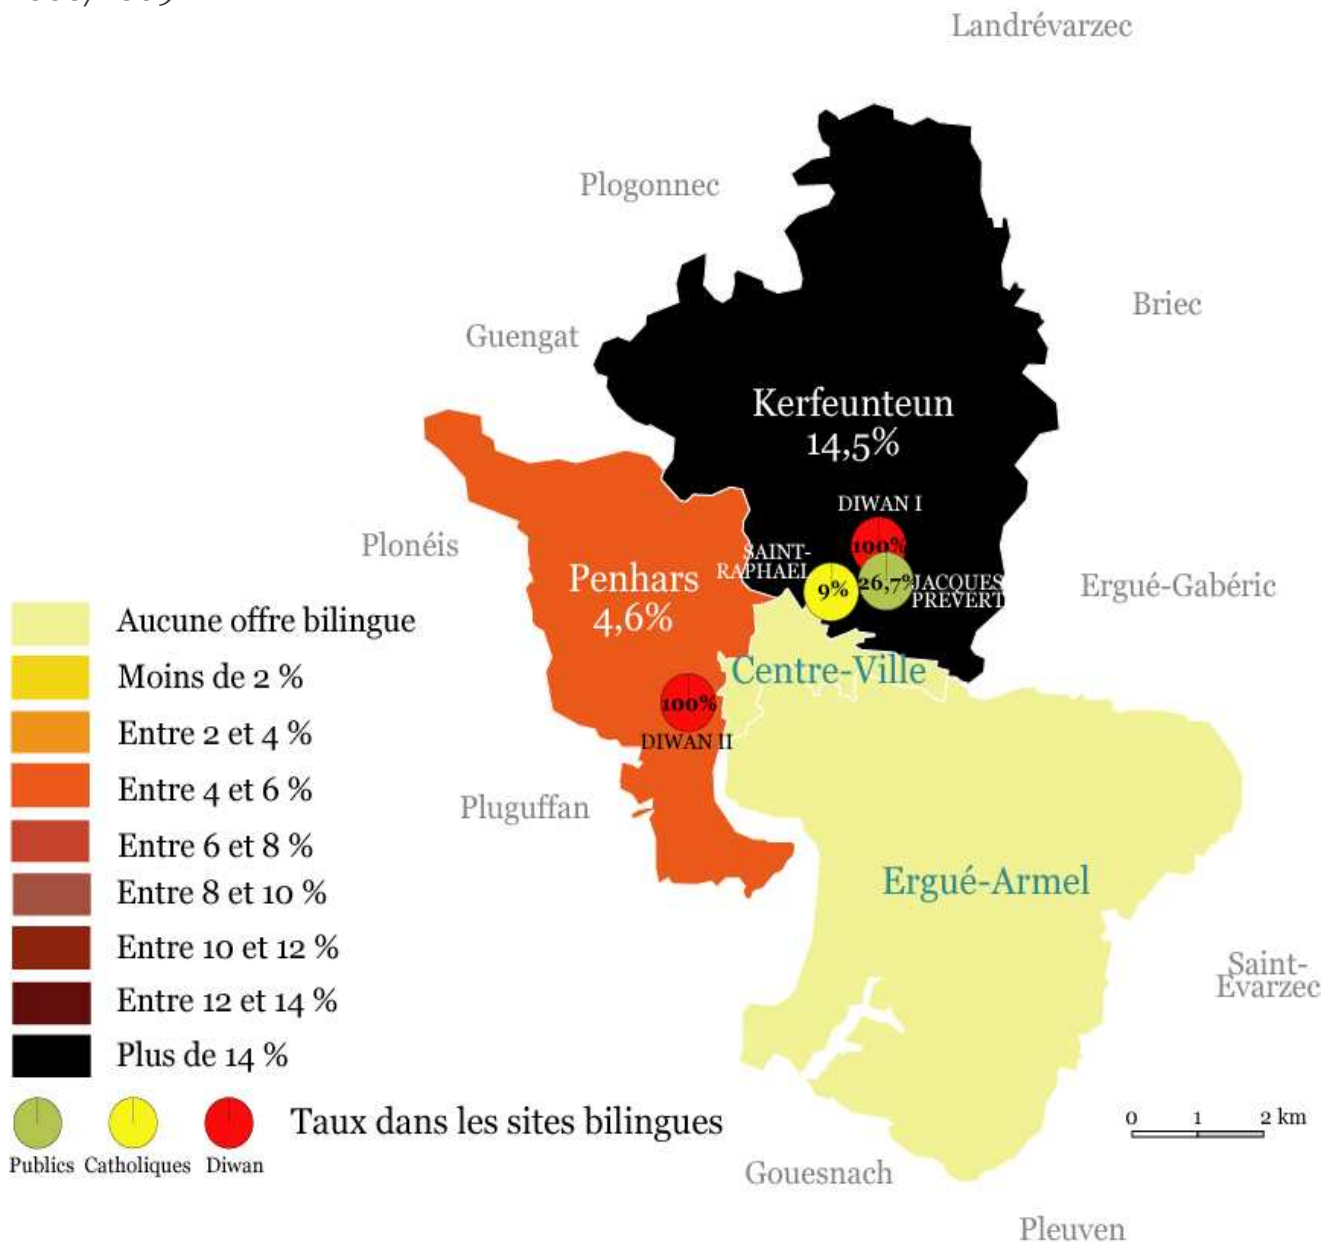 Landrévarzec
Plogonnec
Briec
Guengat
Kerfeunteun
14,5%
DIWAN I
100%
Plonéis
SAINT-
RAPHAEL
9%
26,7%
JACQUES
PREVERT
Penhars
4,6%
Ergué-Gabéric
Centre-Ville
100%
DIWAN II
Pluguffan
Ergué-Armel
Saint-
Evarzec
Aucune offre bilingue
Moins de 2 %
Entre 2 et 4 %
Entre 4 et 6 %
Entre 6 et 8 %
Entre 8 et 10 %
Entre 10 et 12 %
Entre 12 et 14 %
Plus de 14 %
Taux dans les sites bilingues
Publics Catholiques Diwan
0 1 2 km
Gouesnach
Pleuven